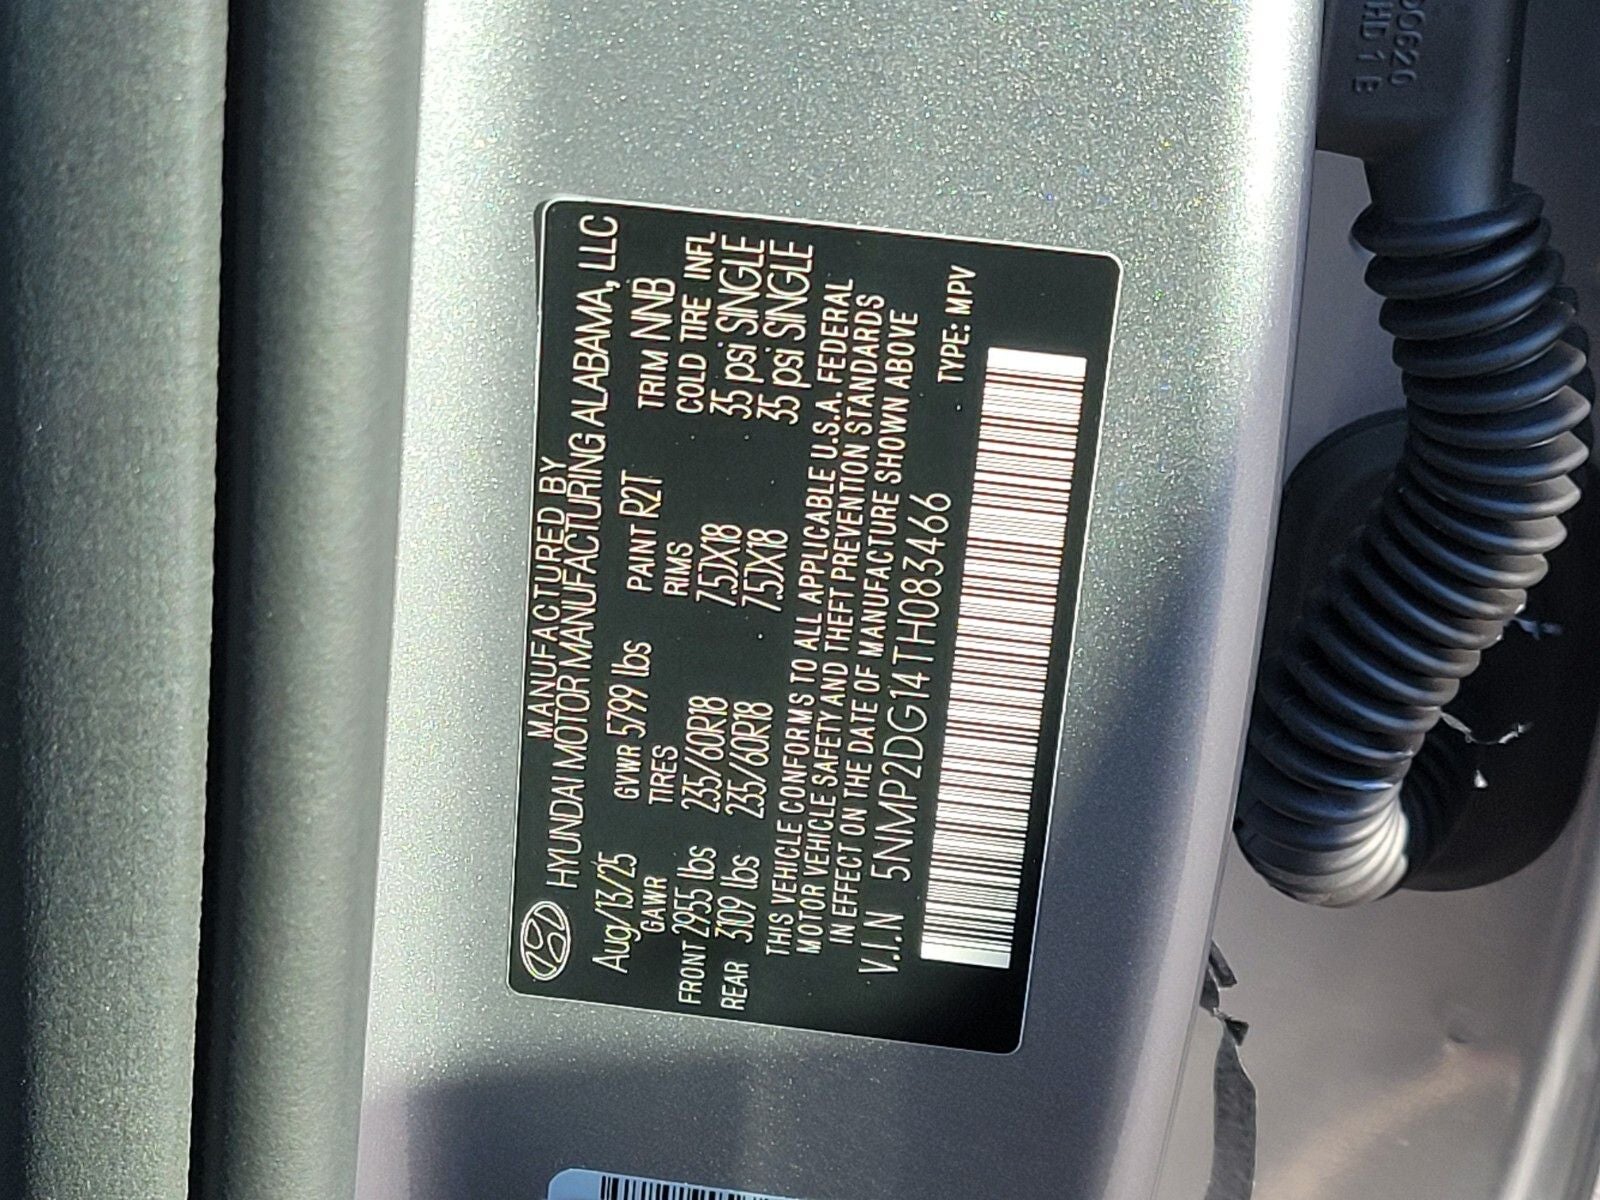 MANUFACTURED BY
HYUNDAI MOTOR MANUFACTURING ALABAMA, LLC
Aug/13/25 GVWR 5799 lbs PAINT R2T TRIM NNB
GAWR TIRES RIMS COLD TIRE INFL
FRONT 2955 lbs 235/60R18 7.5JX18 35 psi SINGLE
REAR 3109 lbs 235/60R18 7.5JX18 35 psi SINGLE
THIS VEHICLE CONFORMS TO ALL APPLICABLE U.S.A. FEDERAL
MOTOR VEHICLE SAFETY AND THEFT PREVENTION STANDARDS
IN EFFECT ON THE DATE OF MANUFACTURE SHOWN ABOVE
V.I.N 5NMP2DG14TH083466 TYPE: MPV
HD 1 B